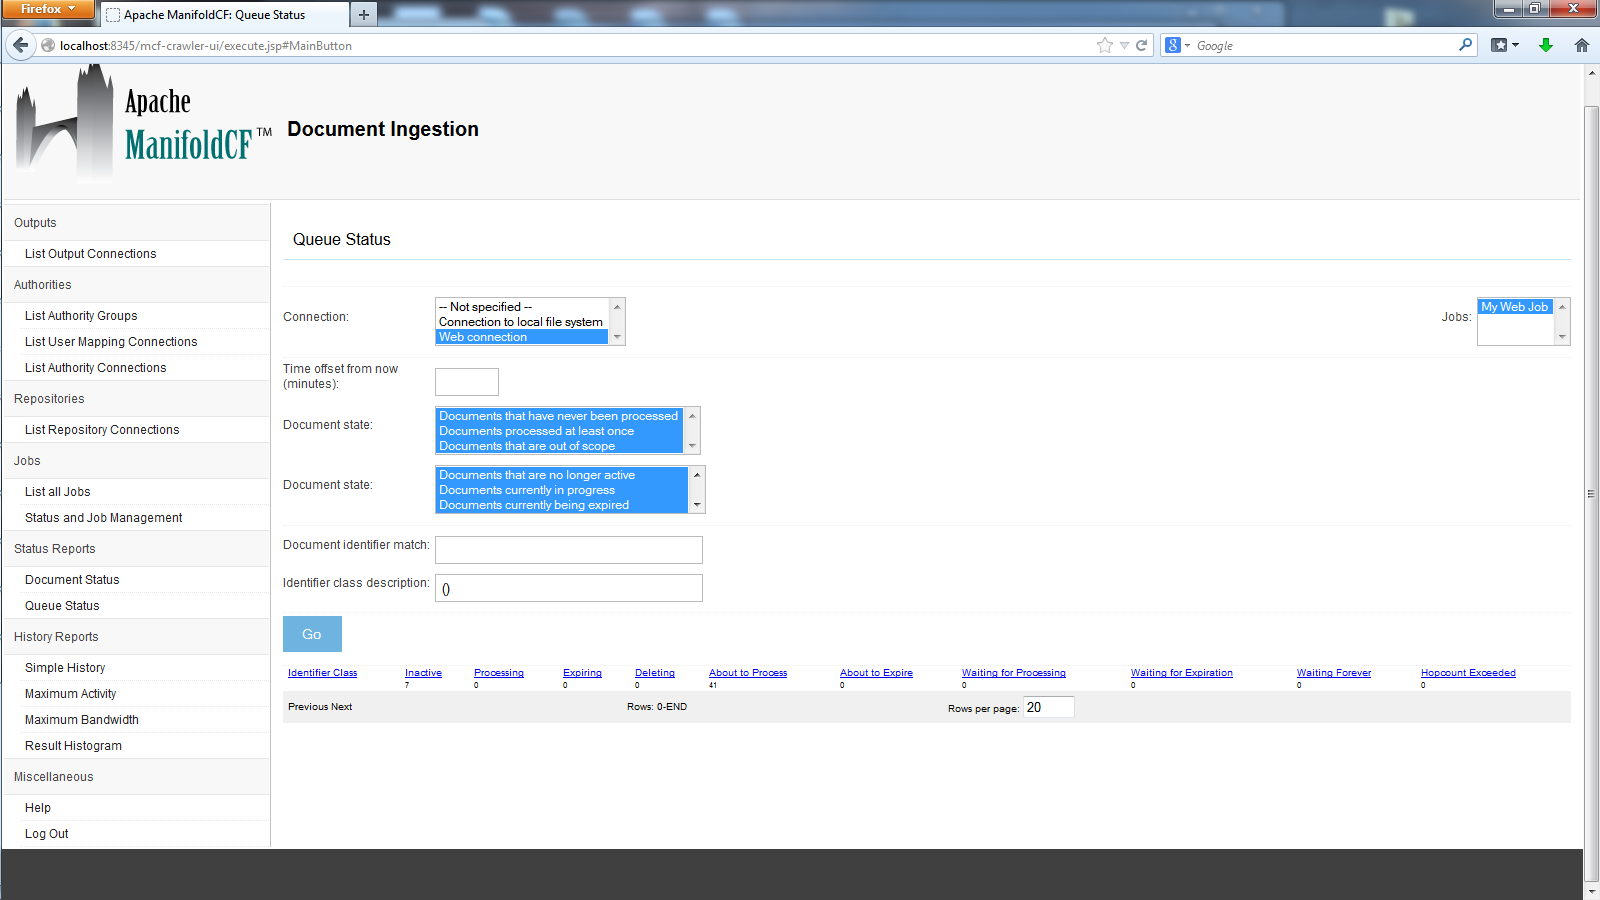 Firefox
Apache ManifoldCF: Queue Status
localhost:8345/mcf-crawler-ui/execute.jsp#MainButton
Google
Apache
ManifoldCF™
Document Ingestion
Outputs
List Output Connections
Authorities
List Authority Groups
List User Mapping Connections
List Authority Connections
Repositories
List Repository Connections
Jobs
List all Jobs
Status and Job Management
Status Reports
Document Status
Queue Status
History Reports
Simple History
Maximum Activity
Maximum Bandwidth
Result Histogram
Miscellaneous
Help
Log Out
Queue Status
Connection:
-- Not specified --
Connection to local file system
Web connection
Jobs:
My Web Job
Time offset from now
(minutes):
Document state:
Documents that have never been processed
Documents processed at least once
Documents that are out of scope
Document state:
Documents that are no longer active
Documents currently in progress
Documents currently being expired
Document identifier match:
Identifier class description: ()
Go
Identifier Class Inactive Processing Expiring Deleting About to Process About to Expire Waiting for Processing Waiting for Expiration Waiting Forever Hopcount Exceeded
7 0 0 0 41 0 0 0 0 0
Previous Next Rows: 0-END Rows per page: 20